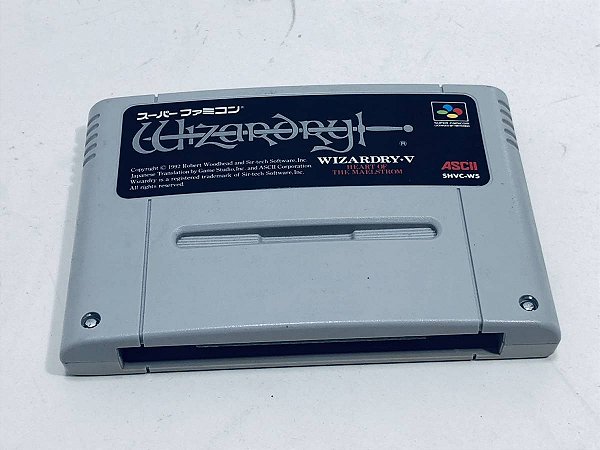 スーパーファミコン®
Wizardry
®
WIZARDRY·V
HEART OF
THE MAELSTROM
Copyright © 1992 Robert Woodhead and Sir-tech Software, Inc.
Japanese Translation by Game Studio, Inc. and ASCII Corporation.
Wizardry is a registered trademark of Sir-tech Software, Inc.
All rights reserved.
SUPER FAMICOM
ASCII
SHVC-W5